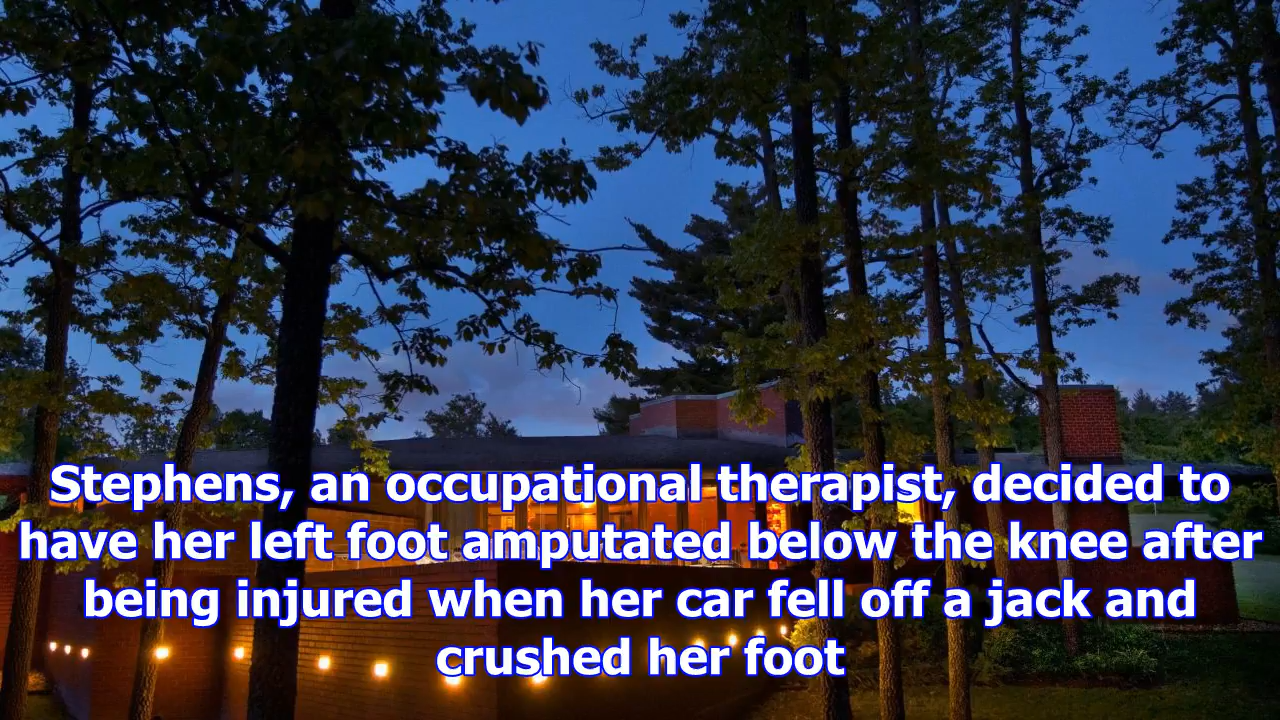 Stephens, an occupational therapist, decided to
have her left foot amputated below the knee after
being injured when her car fell off a jack and
crushed her foot